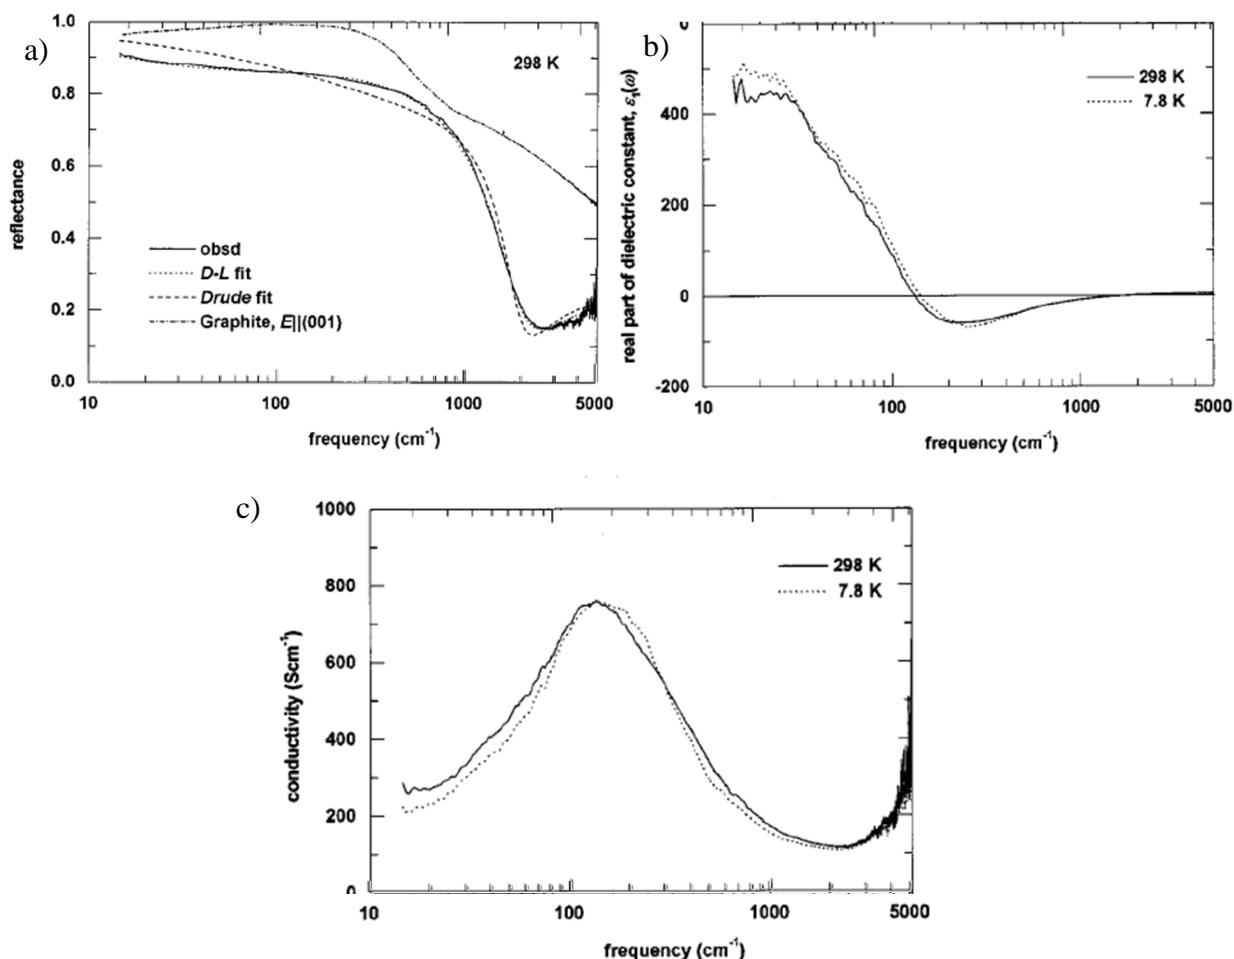 a)
1.0
0.8
0.6
0.4
0.2
0.0
reflectance
298 K
obsd
D-L fit
Drude fit
Graphite, E||(001)
10
100
1000
5000
frequency (cm⁻¹)
b)
0
400
200
0
-200
real part of dielectric constant, ε₁(ω)
298 K
7.8 K
10
100
1000
5000
frequency (cm⁻¹)
c)
1000
800
600
400
200
0
conductivity (Scm⁻¹)
298 K
7.8 K
10
100
1000
5000
frequency (cm⁻¹)